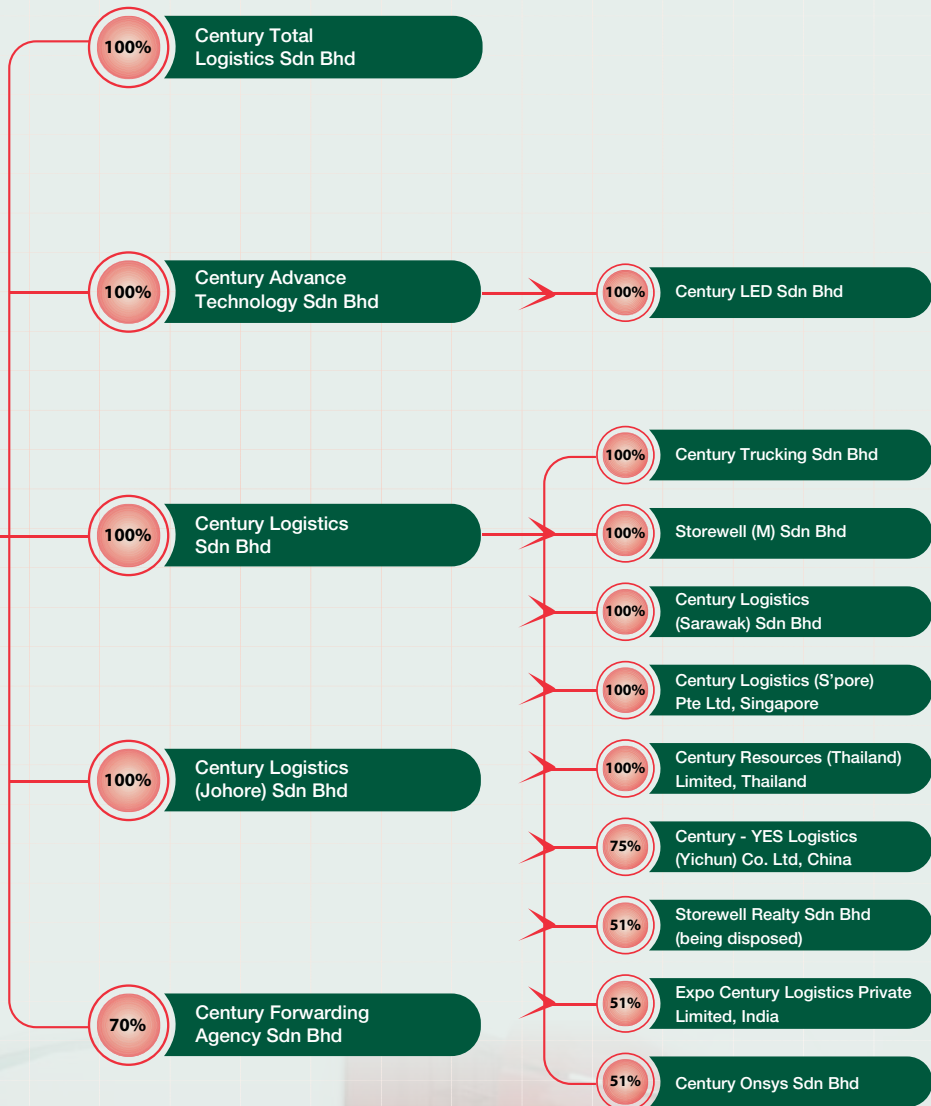 100%
Century Total
Logistics Sdn Bhd
100%
Century Advance
Technology Sdn Bhd
100%
Century LED Sdn Bhd
100%
Century Logistics
Sdn Bhd
100%
Century Trucking Sdn Bhd
100%
Storewell (M) Sdn Bhd
100%
Century Logistics
(Sarawak) Sdn Bhd
100%
Century Logistics (S'pore)
Pte Ltd, Singapore
100%
Century Resources (Thailand)
Limited, Thailand
75%
Century - YES Logistics
(Yichun) Co. Ltd, China
51%
Storewell Realty Sdn Bhd
(being disposed)
51%
Expo Century Logistics Private
Limited, India
51%
Century Onsys Sdn Bhd
100%
Century Logistics
(Johore) Sdn Bhd
70%
Century Forwarding
Agency Sdn Bhd